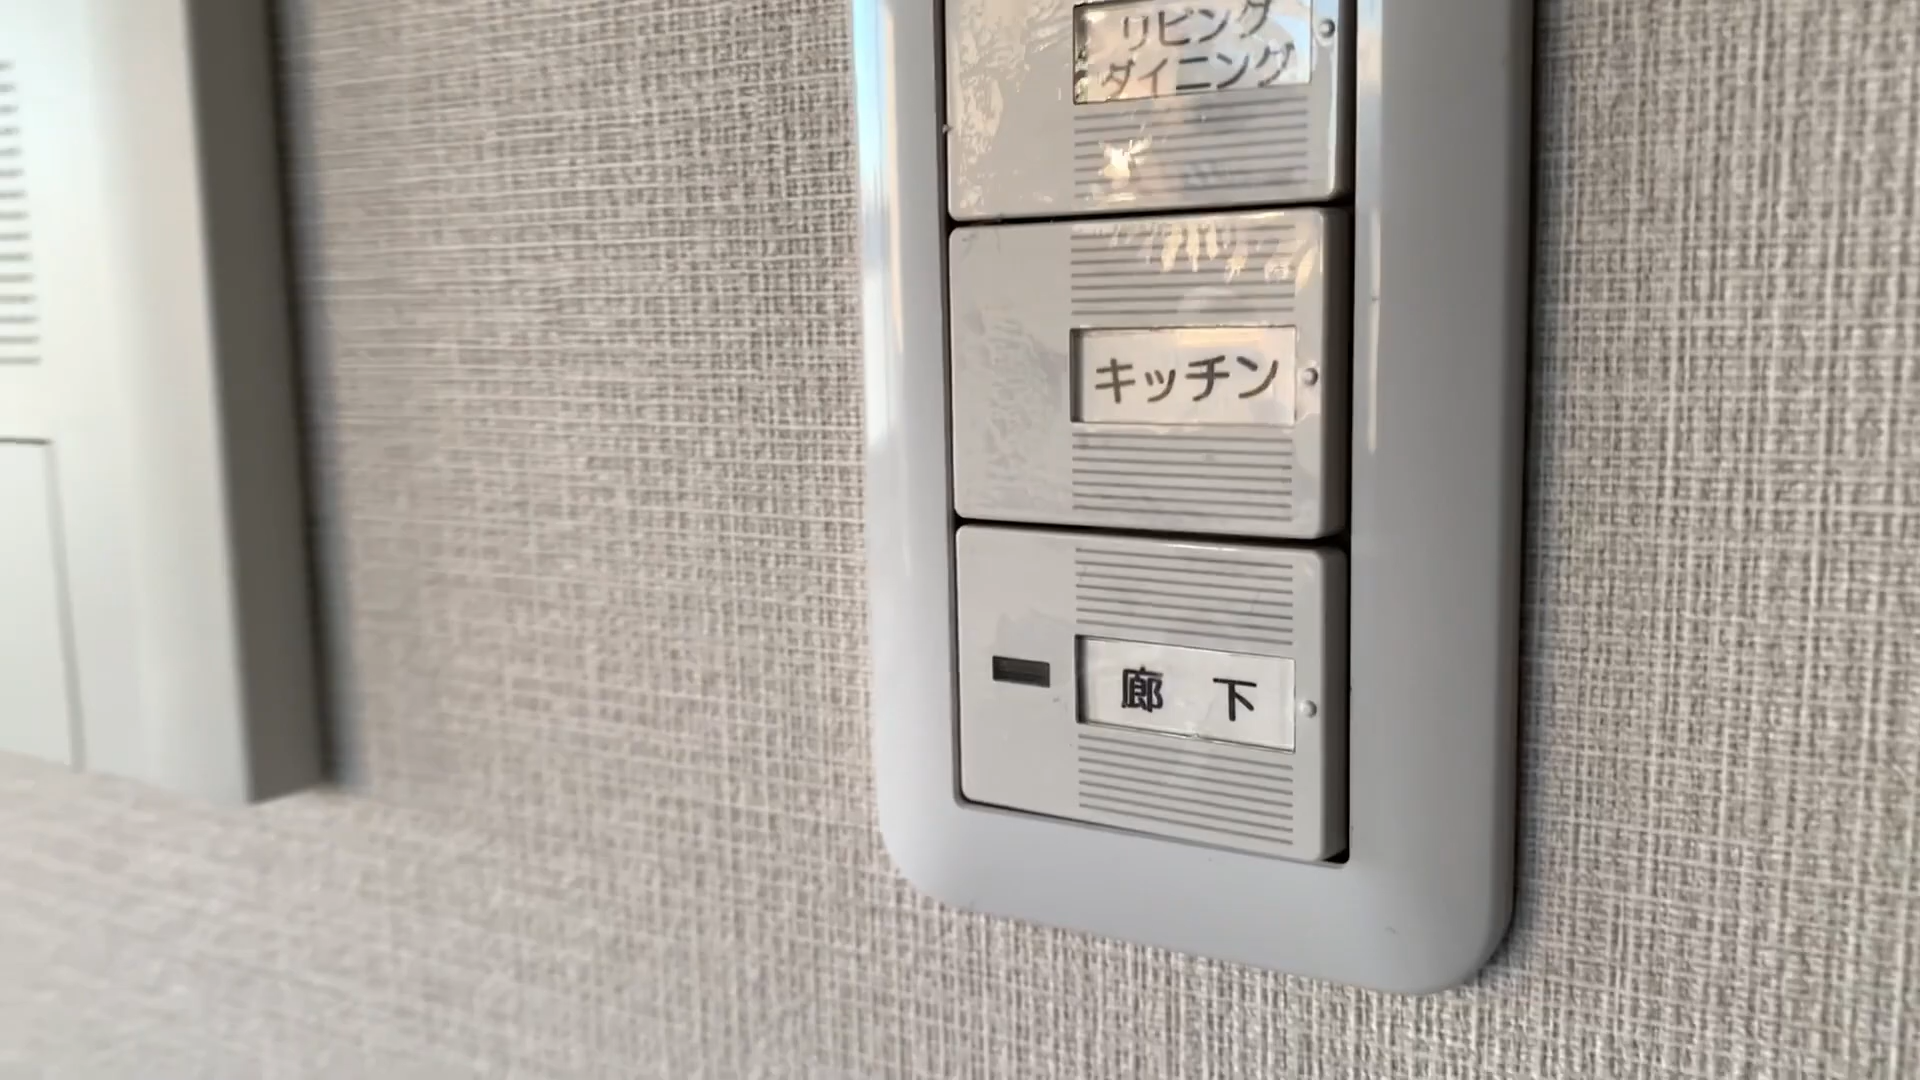 リビング
ダイニング
キッチン
廊　下